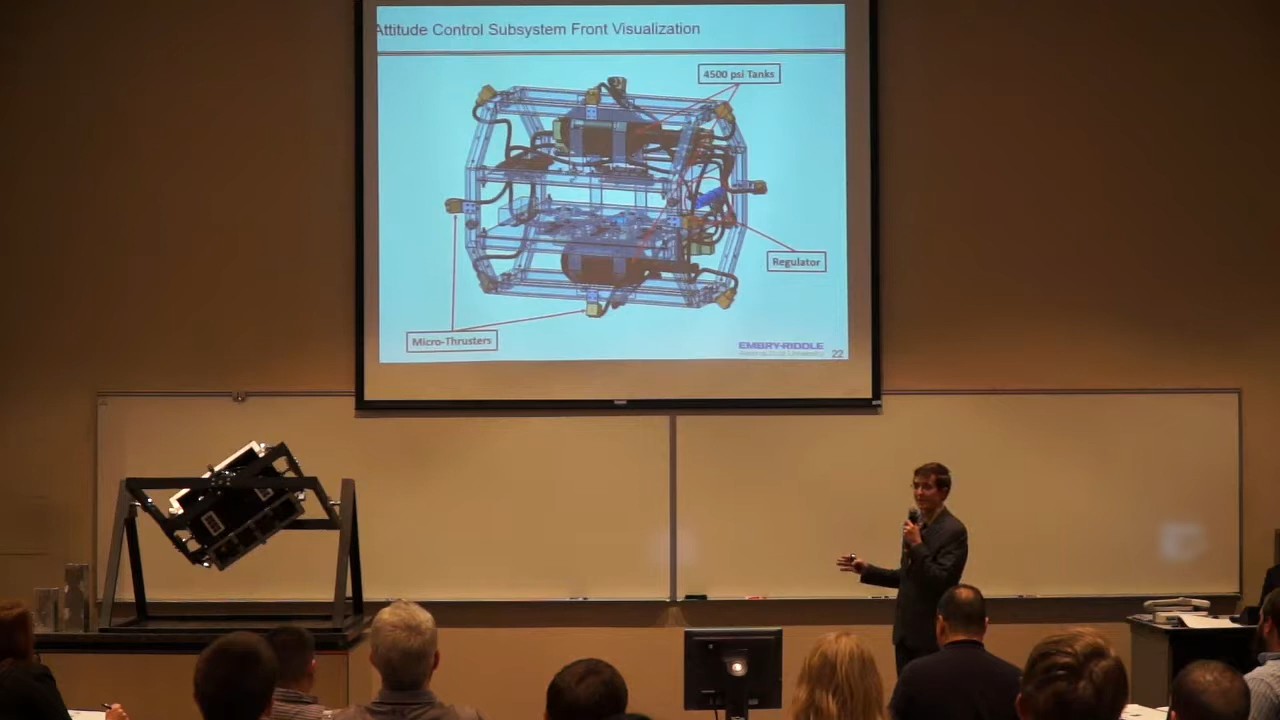 Attitude Control Subsystem Front Visualization
4500 psi Tanks
Regulator
Micro-Thrusters
EMBRY-RIDDLE
22